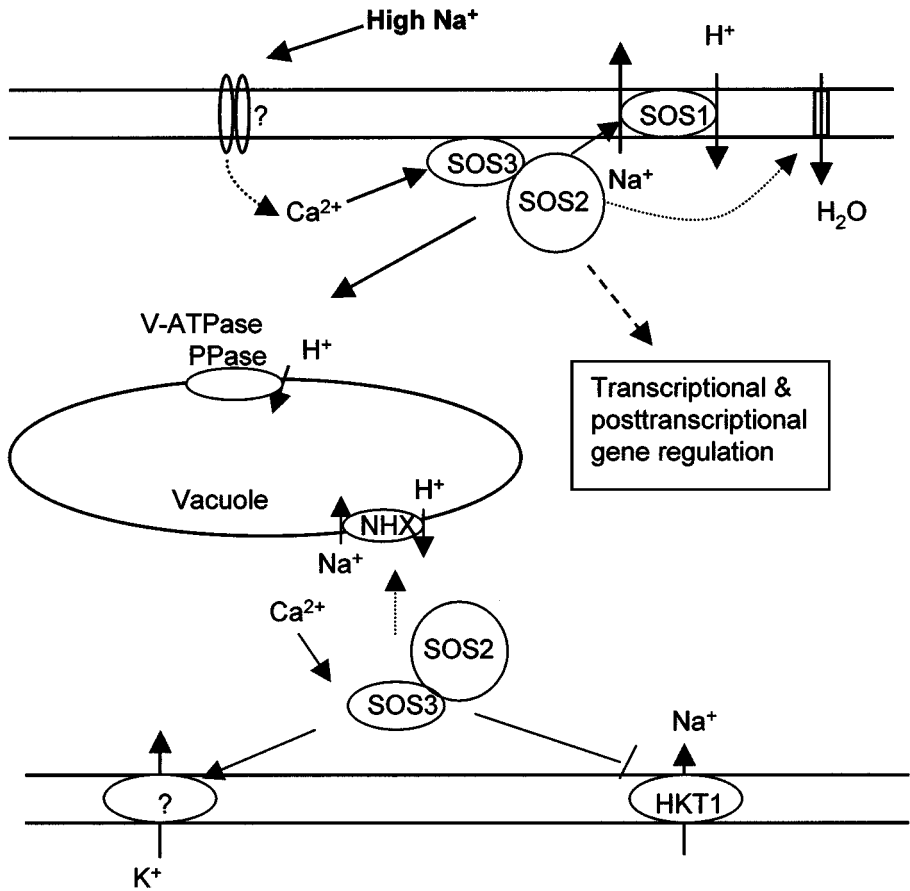 High Na⁺
H⁺
?
SOS1
SOS3
Ca²⁺
SOS2
Na⁺
H₂O
V-ATPase
PPase
H⁺
Transcriptional &
posttranscriptional
gene regulation
Vacuole
H⁺
NHX
Na⁺
Ca²⁺
SOS2
SOS3
Na⁺
?
HKT1
K⁺